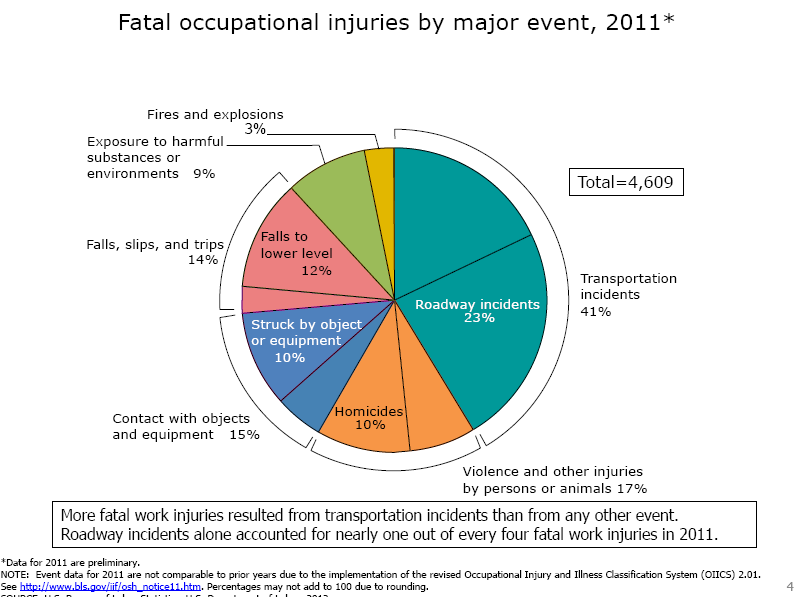 Fatal occupational injuries by major event, 2011*
Fires and explosions
3%
Exposure to harmful
substances or
environments 9%
Total=4,609
Falls, slips, and trips
14%
Falls to
lower level
12%
Transportation
incidents
41%
Roadway incidents
23%
Struck by object
or equipment
10%
Homicides
10%
Contact with objects
and equipment 15%
Violence and other injuries
by persons or animals 17%
More fatal work injuries resulted from transportation incidents than from any other event.
Roadway incidents alone accounted for nearly one out of every four fatal work injuries in 2011.
*Data for 2011 are preliminary.
NOTE: Event data for 2011 are not comparable to prior years due to the implementation of the revised Occupational Injury and Illness Classification System (OIICS) 2.01.
See http://www.bls.gov/iif/osh_notice11.htm. Percentages may not add to 100 due to rounding.
4